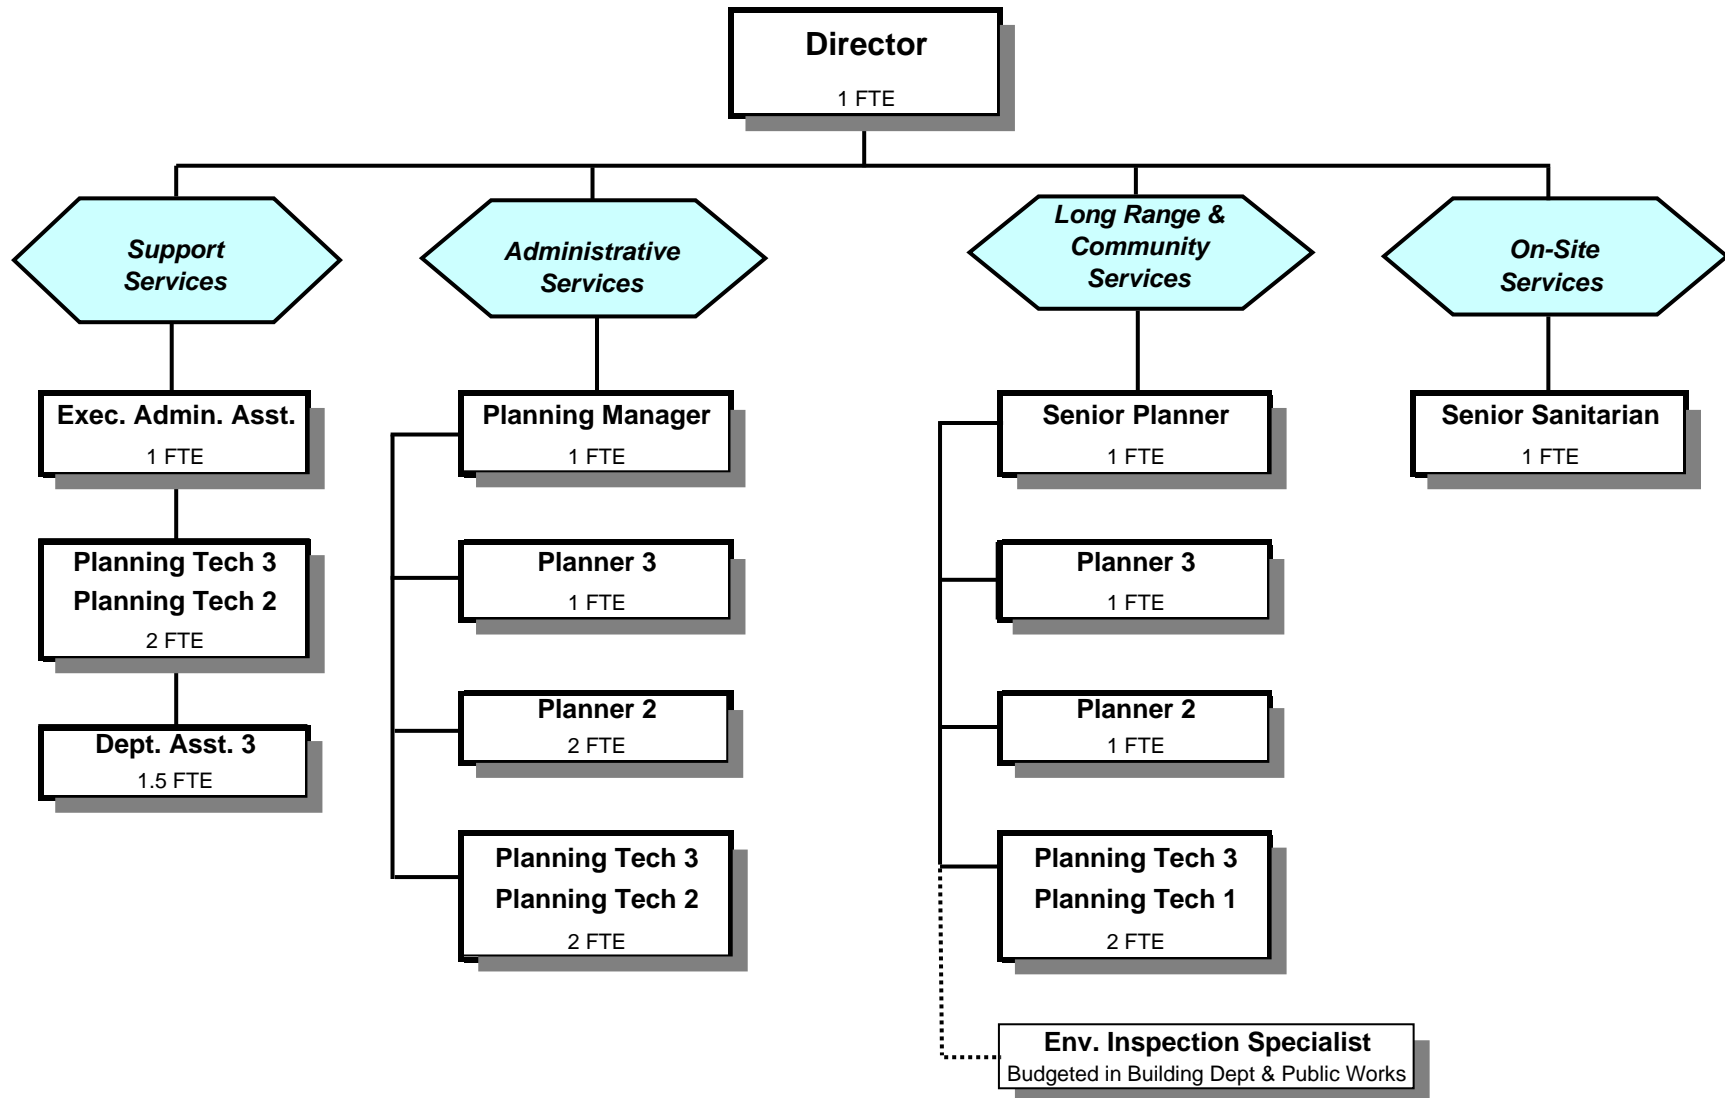 Director
1 FTE
Support
Services
Administrative
Services
Long Range &
Community
Services
On-Site
Services
Exec. Admin. Asst.
1 FTE
Planning Tech 3
Planning Tech 2
2 FTE
Dept. Asst. 3
1.5 FTE
Planning Manager
1 FTE
Planner 3
1 FTE
Planner 2
2 FTE
Planning Tech 3
Planning Tech 2
2 FTE
Senior Planner
1 FTE
Planner 3
1 FTE
Planner 2
1 FTE
Planning Tech 3
Planning Tech 1
2 FTE
Env. Inspection Specialist
Budgeted in Building Dept & Public Works
Senior Sanitarian
1 FTE